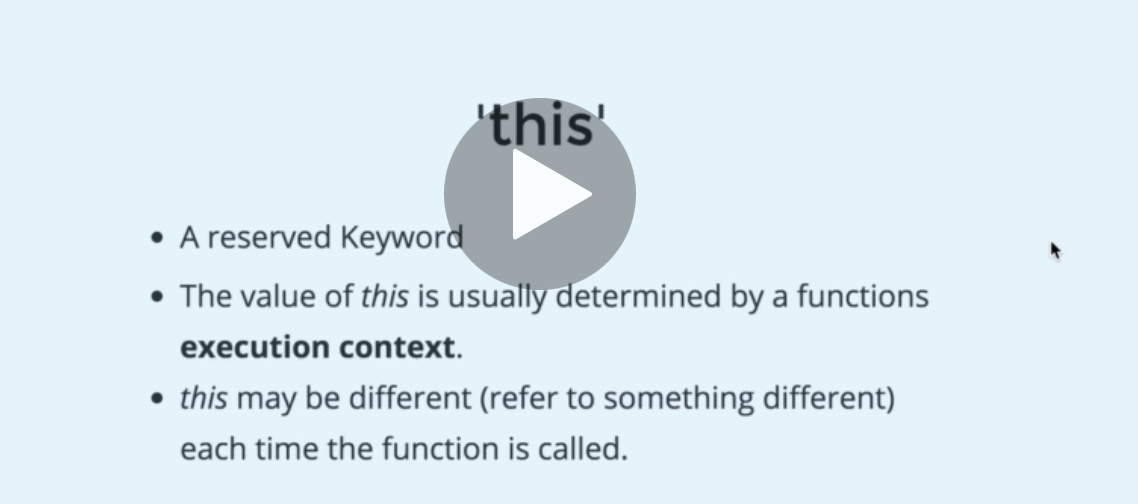 'this'
• A reserved Keyword
• The value of this is usually determined by a functions
execution context.
• this may be different (refer to something different)
each time the function is called.